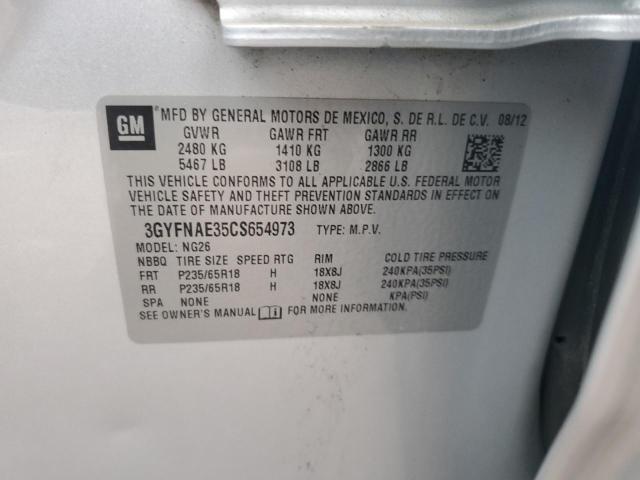 GM
®MFD BY GENERAL MOTORS DE MEXICO, S. DE R.L. DE C.V. 08/12
GVWR GAWR FRT GAWR RR
2480 KG 1410 KG 1300 KG
5467 LB 3108 LB 2866 LB
THIS VEHICLE CONFORMS TO ALL APPLICABLE U.S. FEDERAL MOTOR
VEHICLE SAFETY AND THEFT PREVENTION STANDARDS IN EFFECT ON
THE DATE OF MANUFACTURE SHOWN ABOVE.
3GYFNAE35CS654973 TYPE: M.P.V.
MODEL: NG26
NBBQ TIRE SIZE SPEED RTG RIM COLD TIRE PRESSURE
FRT P235/65R18 H 18X8J 240KPA(35PSI)
RR P235/65R18 H 18X8J 240KPA(35PSI)
SPA NONE NONE KPA(PSI)
SEE OWNER'S MANUAL i FOR MORE INFORMATION.